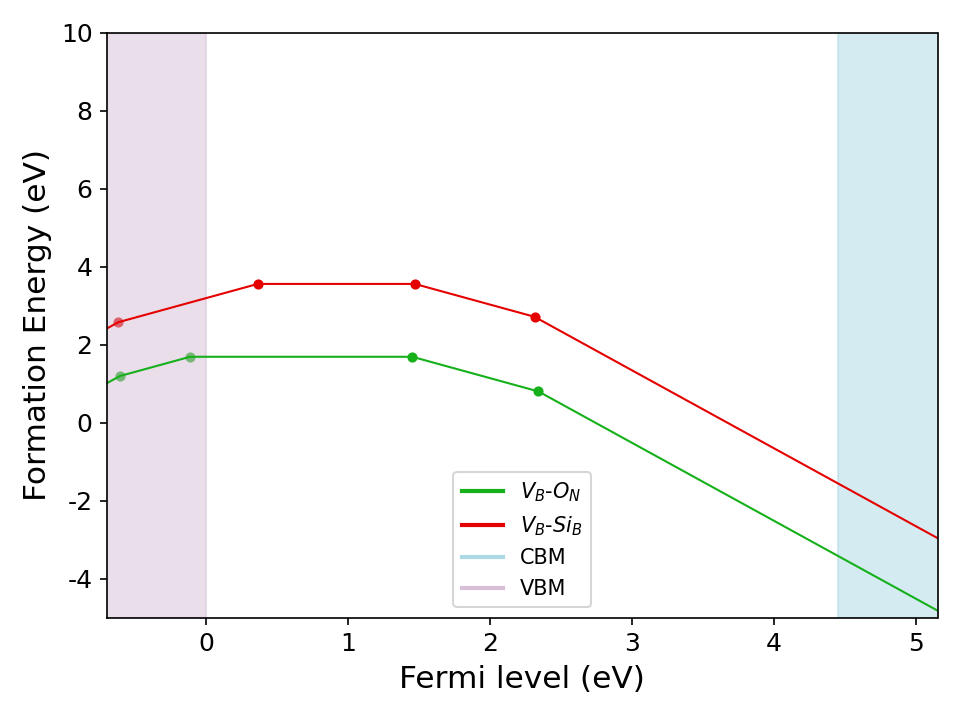 10
8
6
4
2
0
-2
-4
Formation Energy (eV)
V_B-O_N
V_B-Si_B
CBM
VBM
0 1 2 3 4 5
Fermi level (eV)